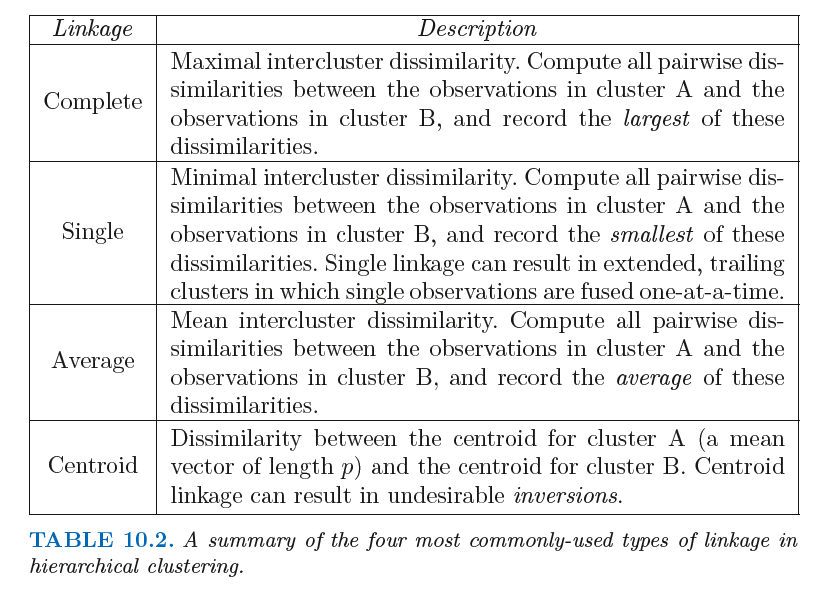 Linkage Description
Complete
Maximal intercluster dissimilarity. Compute all pairwise dis-
similarities between the observations in cluster A and the
observations in cluster B, and record the largest of these
dissimilarities.
Single
Minimal intercluster dissimilarity. Compute all pairwise dis-
similarities between the observations in cluster A and the
observations in cluster B, and record the smallest of these
dissimilarities. Single linkage can result in extended, trailing
clusters in which single observations are fused one-at-a-time.
Average
Mean intercluster dissimilarity. Compute all pairwise dis-
similarities between the observations in cluster A and the
observations in cluster B, and record the average of these
dissimilarities.
Centroid
Dissimilarity between the centroid for cluster A (a mean
vector of length p) and the centroid for cluster B. Centroid
linkage can result in undesirable inversions.
TABLE 10.2. A summary of the four most commonly-used types of linkage in
hierarchical clustering.